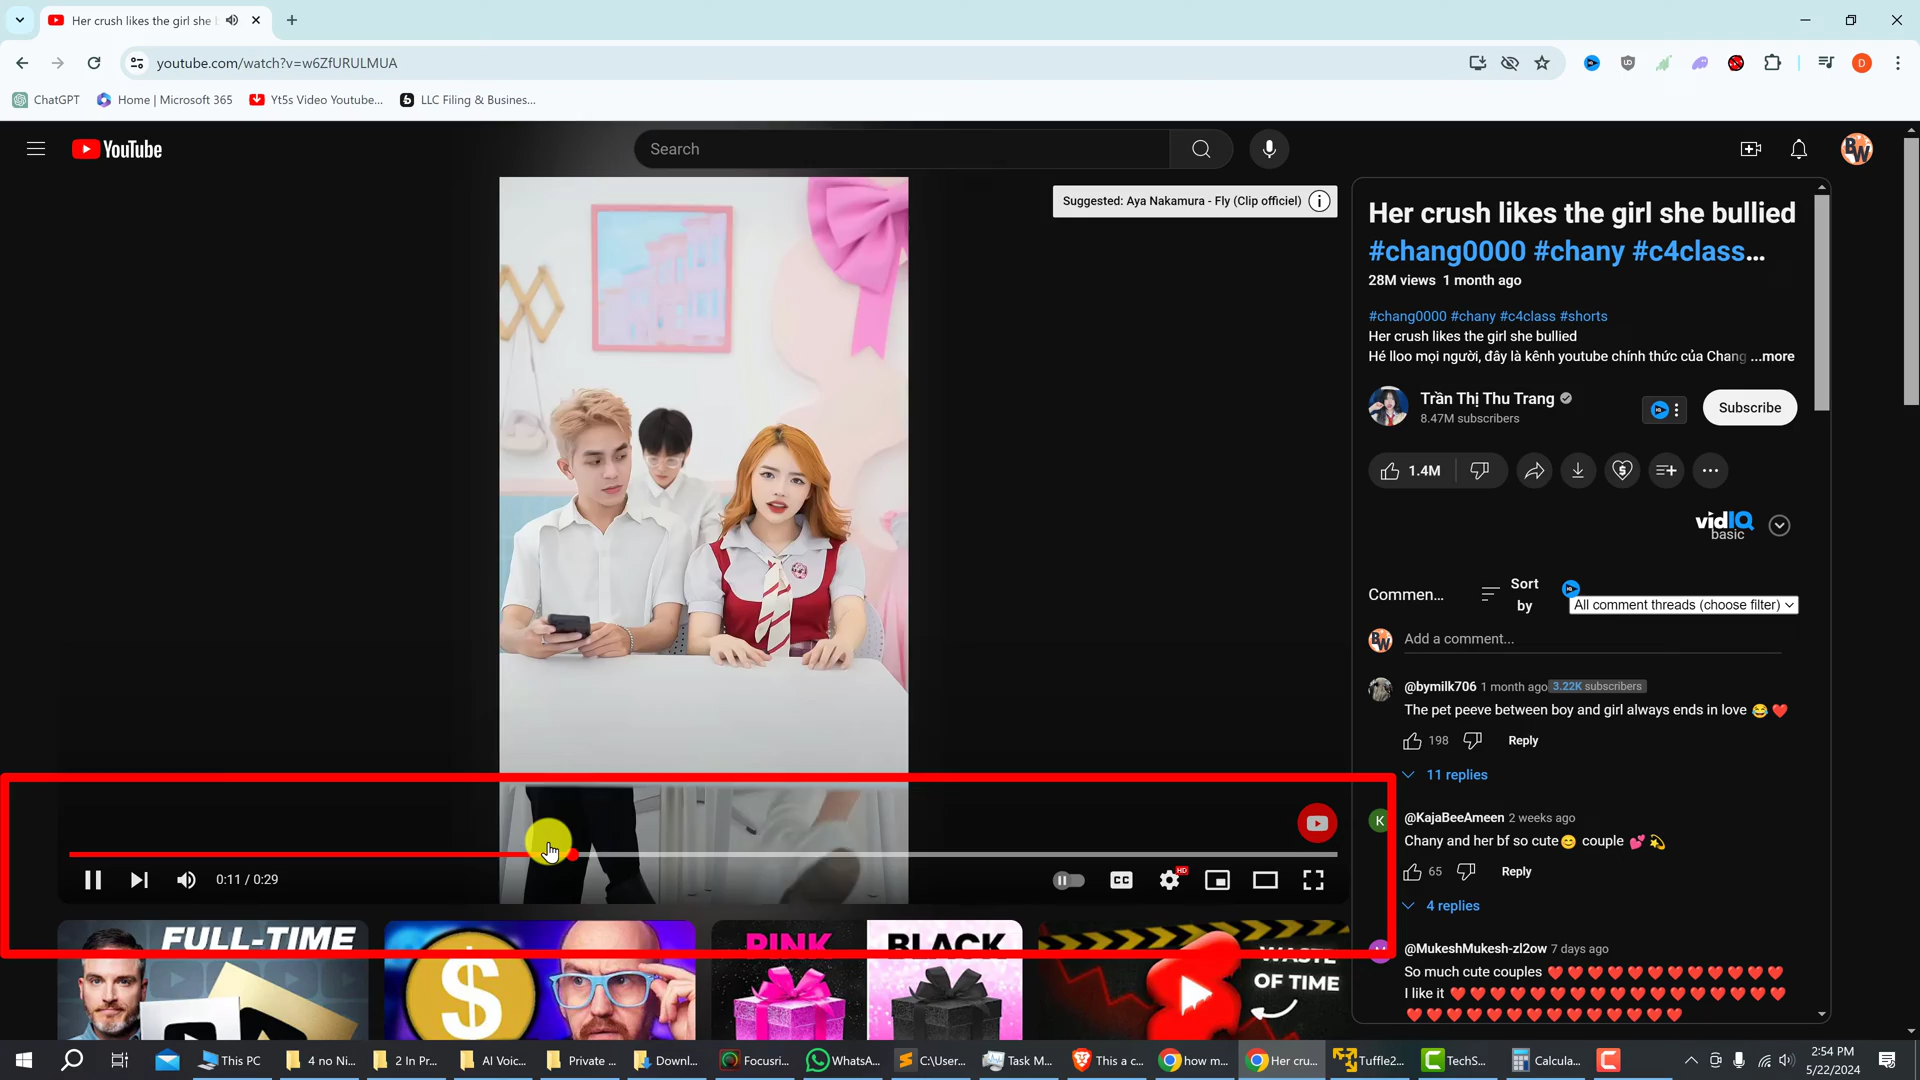 Her crush likes the girl she b
youtube.com/watch?v=w6ZfURULMUA
ChatGPT
Home | Microsoft 365
Yt5s Video Youtube...
LLC Filing & Busines...
D
YouTube
Search
BW
Suggested: Aya Nakamura - Fly (Clip officiel)
Her crush likes the girl she bullied
#chang0000 #chany #c4class...
28M views 1 month ago
#chang0000 #chany #c4class #shorts
Her crush likes the girl she bullied
Hé lloo mọi người, đây là kênh youtube chính thức của Chang ...more
Trần Thị Thu Trang
8.47M subscribers
Subscribe
1.4M
vidIQ
basic
Commen...
Sort
by
All comment threads (choose filter)
Add a comment...
@bymilk706 1 month ago 3.22K subscribers
The pet peeve between boy and girl always ends in love 😂 ❤️
198
Reply
11 replies
K
@KajaBeeAmeen 2 weeks ago
Chany and her bf so cute😊 couple 💕 💫
65
Reply
4 replies
@MukeshMukesh-zl2ow 7 days ago
So much cute couples ❤️❤️❤️❤️❤️❤️❤️❤️❤️❤️❤️❤️
I like it ❤️❤️❤️❤️❤️❤️❤️❤️❤️❤️❤️❤️❤️❤️❤️❤️❤️
❤️❤️❤️❤️❤️❤️❤️❤️❤️❤️❤️❤️❤️❤️
0:11 / 0:29
CC
HD
FULL-TIME
PINK
BLACK
WASTE
OF TIME
This PC
4 no Ni...
2 In Pr...
AI Voic...
Private ...
Downl...
Focusri...
WhatsA...
C:\User...
Task M...
This a c...
how m...
Her cru...
Tuffle2...
TechS...
Calcula...
2:54 PM
5/22/2024